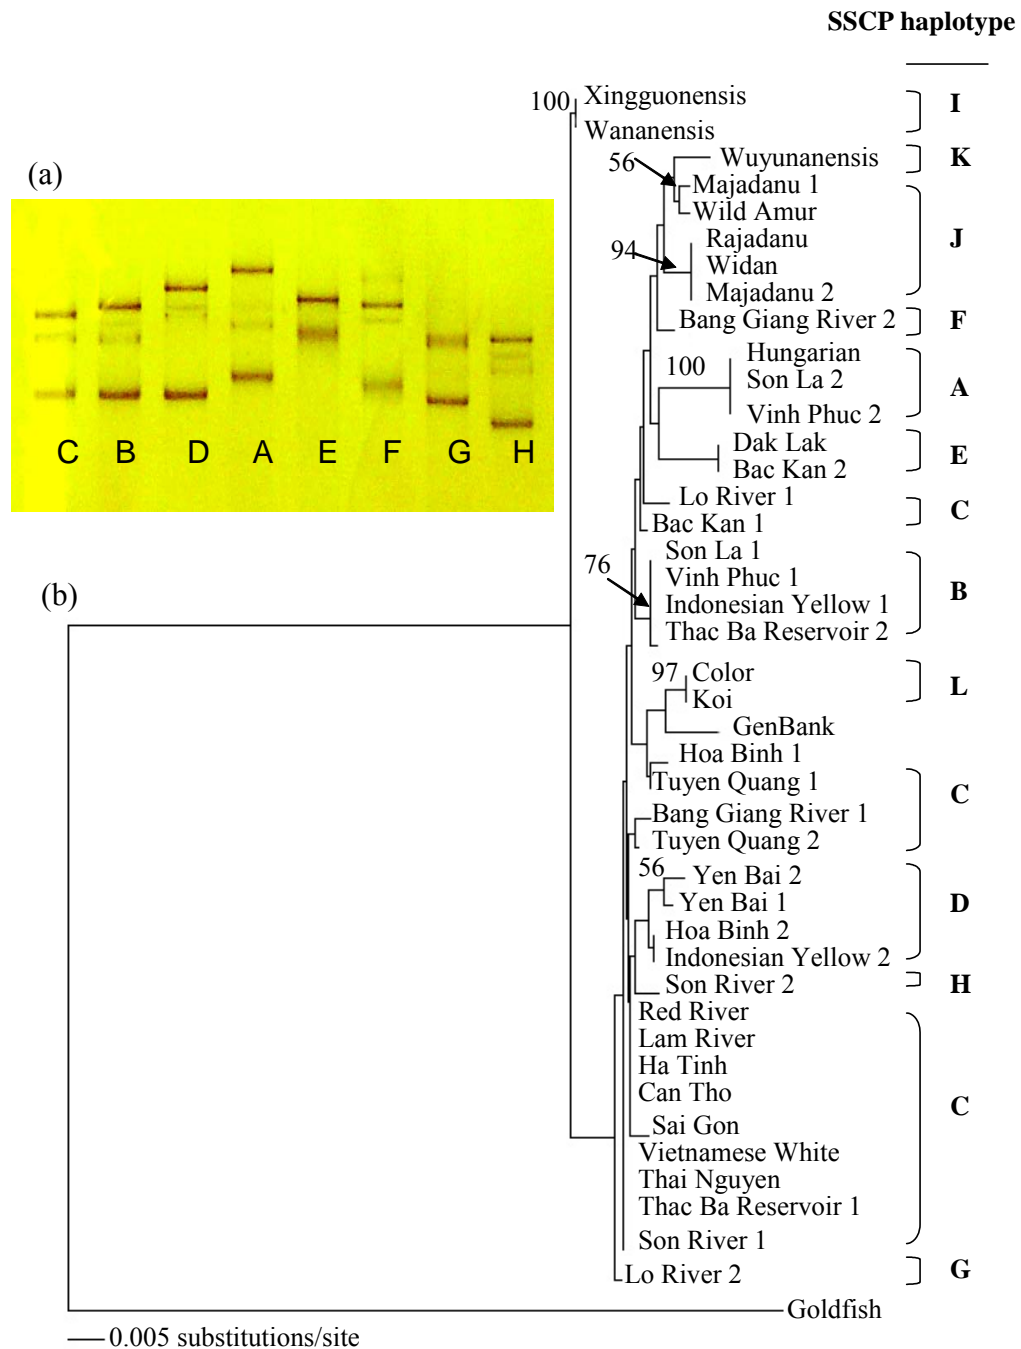 SSCP haplotype
100 Xingguonensis
I
Wananensis
56 Wuyunanensis
K
(a)
Majadanu 1
Wild Amur
Rajadanu
J
94 Widan
Majadanu 2
Bang Giang River 2
F
Hungarian
100
Son La 2
A
Vinh Phuc 2
C B D A E F G H
Dak Lak
E
Bac Kan 2
Lo River 1
C
Bac Kan 1
Son La 1
76
Vinh Phuc 1
B
(b)
Indonesian Yellow 1
Thac Ba Reservoir 2
97 Color
L
Koi
GenBank
Hoa Binh 1
Tuyen Quang 1
C
Bang Giang River 1
Tuyen Quang 2
56 Yen Bai 2
Yen Bai 1
D
Hoa Binh 2
Indonesian Yellow 2
Son River 2
H
Red River
Lam River
Ha Tinh
Can Tho
C
Sai Gon
Vietnamese White
Thai Nguyen
Thac Ba Reservoir 1
Son River 1
Lo River 2
G
Goldfish
0.005 substitutions/site